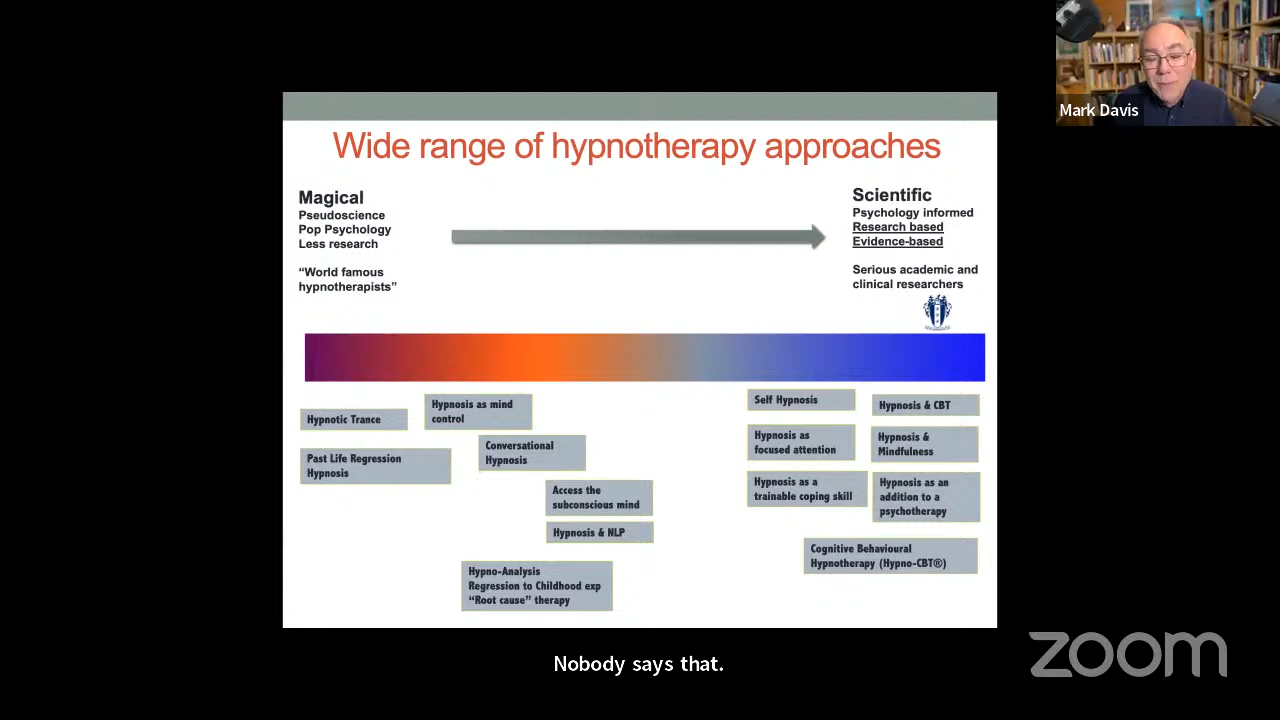 Mark Davis
Wide range of hypnotherapy approaches
Magical
Pseudoscience
Pop Psychology
Less research
“World famous
hypnotherapists”
Scientific
Psychology informed
Research based
Evidence-based
Serious academic and
clinical researchers
Hypnotic Trance
Hypnosis as mind
control
Past Life Regression
Hypnosis
Conversational
Hypnosis
Access the
subconscious mind
Hypnosis & NLP
Hypno-Analysis
Regression to Childhood exp
“Root cause” therapy
Self Hypnosis
Hypnosis & CBT
Hypnosis as
focused attention
Hypnosis &
Mindfulness
Hypnosis as a
trainable coping skill
Hypnosis as an
addition to a
psychotherapy
Cognitive Behavioural
Hypnotherapy (Hypno-CBT®)
Nobody says that.
zoom